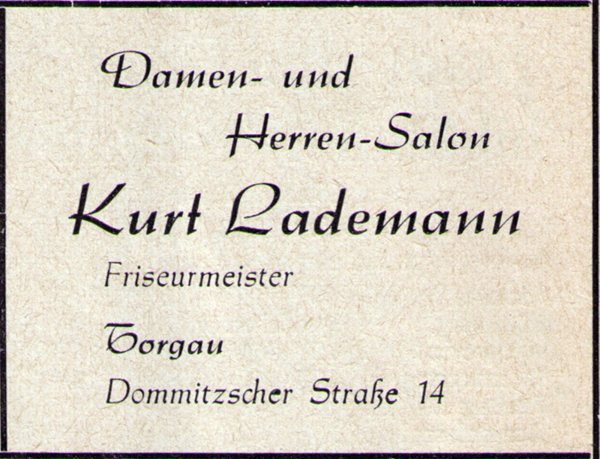 Damen- und
Herren-Salon
Kurt Lademann
Friseurmeister
Torgau
Dommitzscher Straße 14